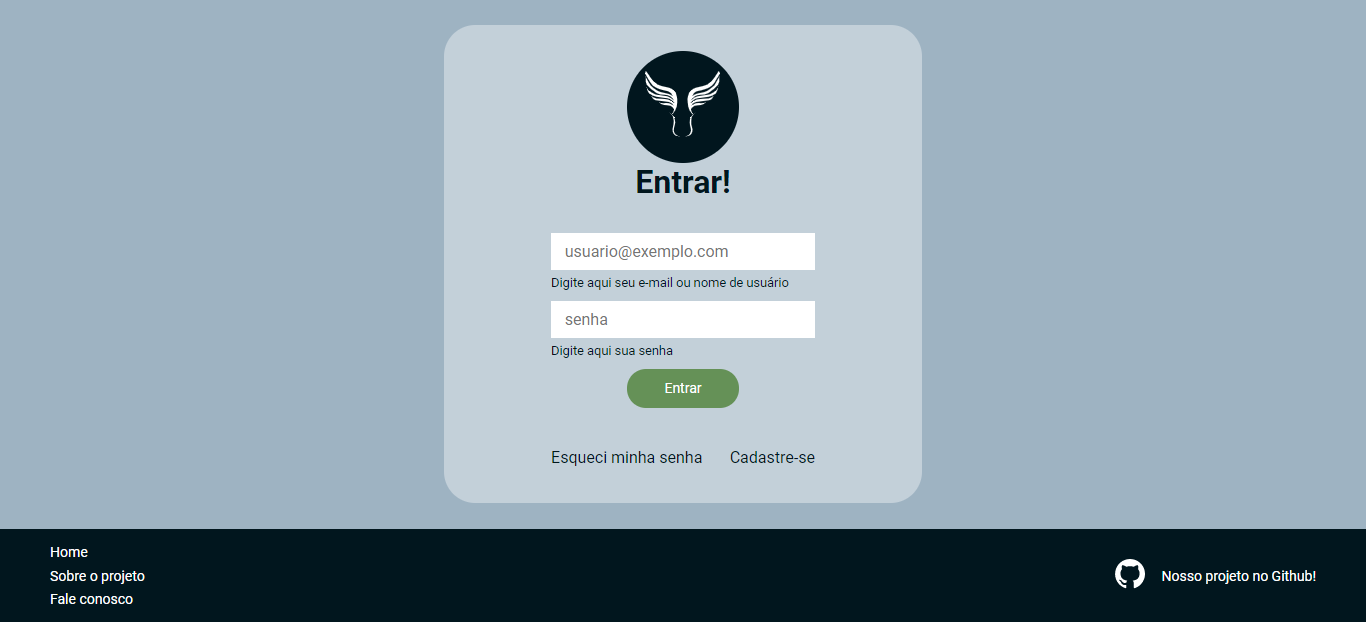 Entrar!
usuario@exemplo.com
Digite aqui seu e-mail ou nome de usuário
senha
Digite aqui sua senha
Entrar
Esqueci minha senha Cadastre-se
Home
Sobre o projeto
Fale conosco
Nosso projeto no Github!